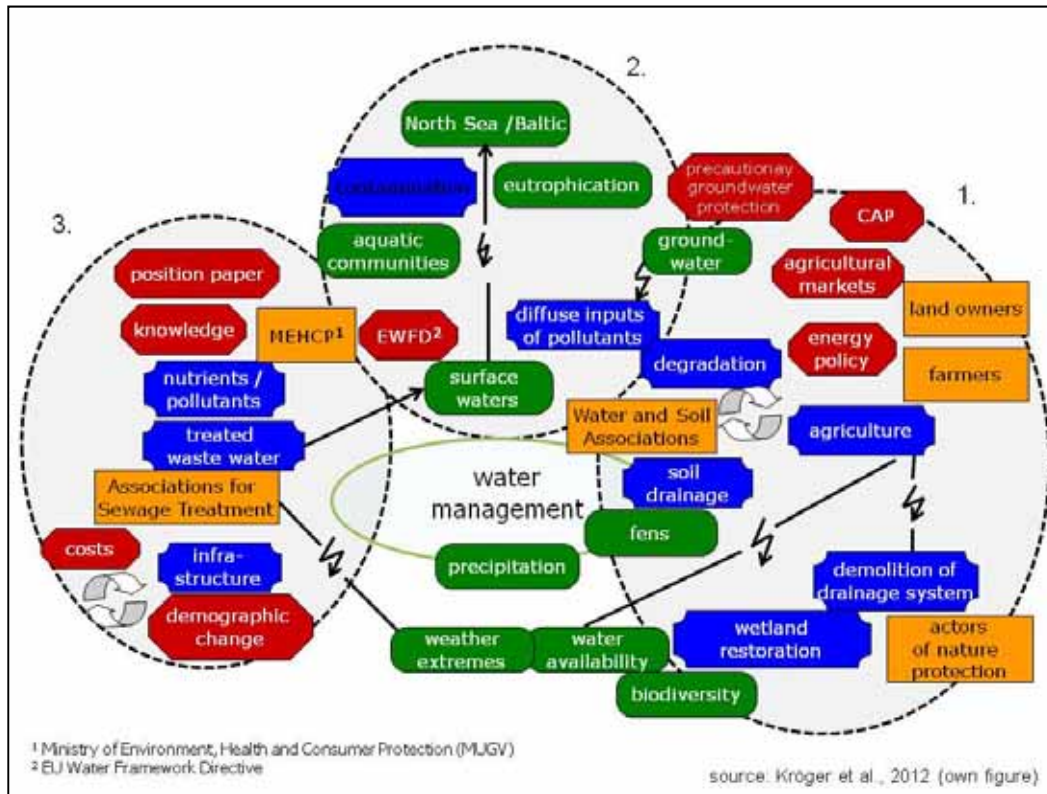 2.
North Sea /Baltic
contamination
eutrophication
aquatic
communities
precautionay
groundwater
protection
1.
CAP
ground-
water
agricultural
markets
land owners
3.
position paper
knowledge
MEHCP¹
EWFD²
diffuse inputs
of pollutants
degradation
energy
policy
farmers
nutrients /
pollutants
surface
waters
treated
waste water
Water and Soil
Associations
agriculture
Associations for
Sewage Treatment
water
management
soil
drainage
fens
costs
infra-
structure
precipitation
demolition of
drainage system
demographic
change
weather
extremes
water
availability
wetland
restoration
actors
of nature
protection
biodiversity
¹ Ministry of Environment, Health and Consumer Protection (MUGV)
² EU Water Framework Directive
source: Kröger et al., 2012 (own figure)